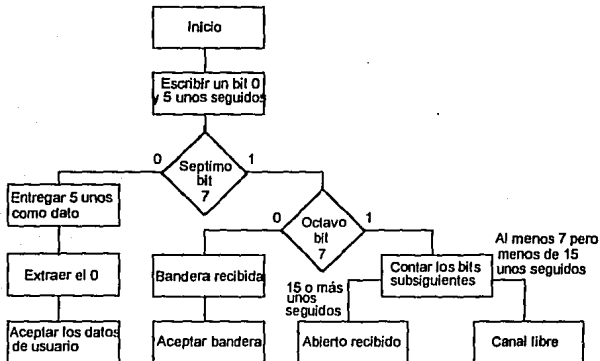 Inicio
Escribir un bit 0
y 5 unos seguidos
0
Septimo
bit
7
1
Entregar 5 unos
como dato
0
Octavo
bit
7
1
Al menos 7 pero
menos de 15
unos seguidos
Extraer el 0
Bandera recibida
15 o más
unos
seguidos
Contar los bits
subsiguientes
Aceptar los datos
de usuario
Aceptar bandera
Abierto recibido
Canal libre